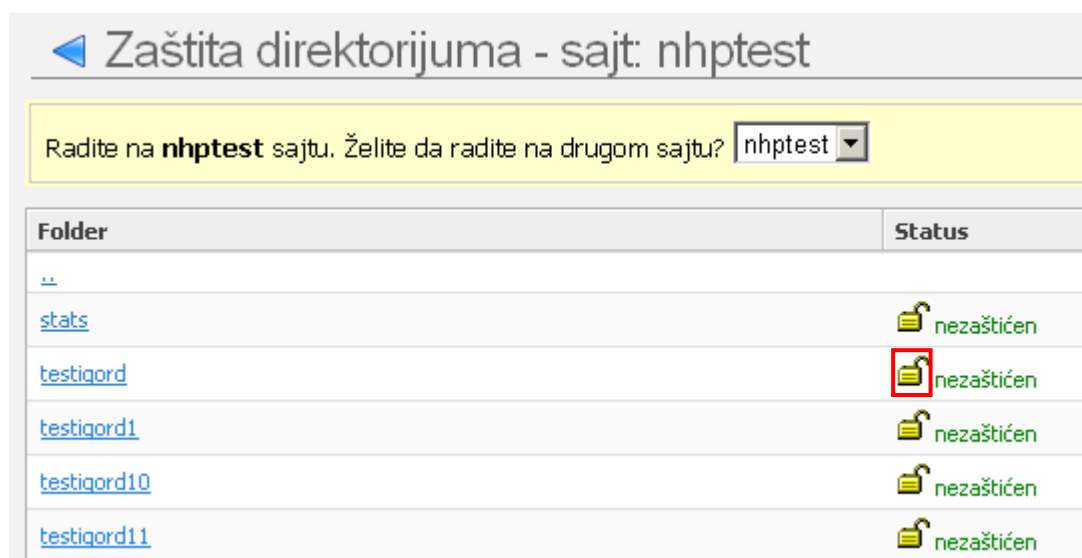 Zaštita direktorijuma - sajt: nhptest
Radite na nhptest sajtu. Želite da radite na drugom sajtu? nhptest
Folder Status
..
stats nezaštićen
testigord nezaštićen
testigord1 nezaštićen
testigord10 nezaštićen
testigord11 nezaštićen